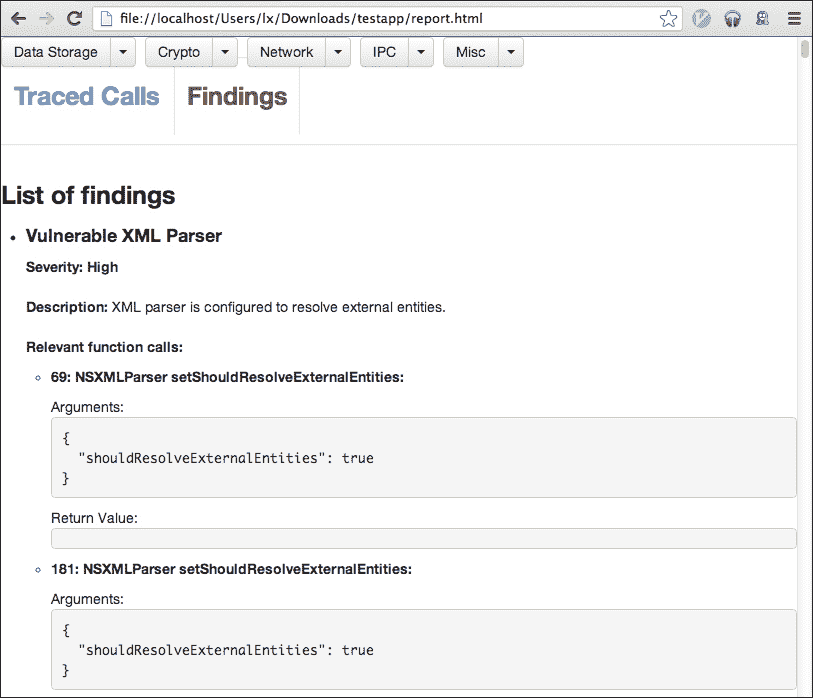 file://localhost/Users/lx/Downloads/testapp/report.html
Data Storage Crypto Network IPC Misc
Traced Calls Findings
List of findings
• Vulnerable XML Parser
Severity: High
Description: XML parser is configured to resolve external entities.
Relevant function calls:
◦ 69: NSXMLParser setShouldResolveExternalEntities:
Arguments:
{
"shouldResolveExternalEntities": true
}
Return Value:
◦ 181: NSXMLParser setShouldResolveExternalEntities:
Arguments:
{
"shouldResolveExternalEntities": true
}